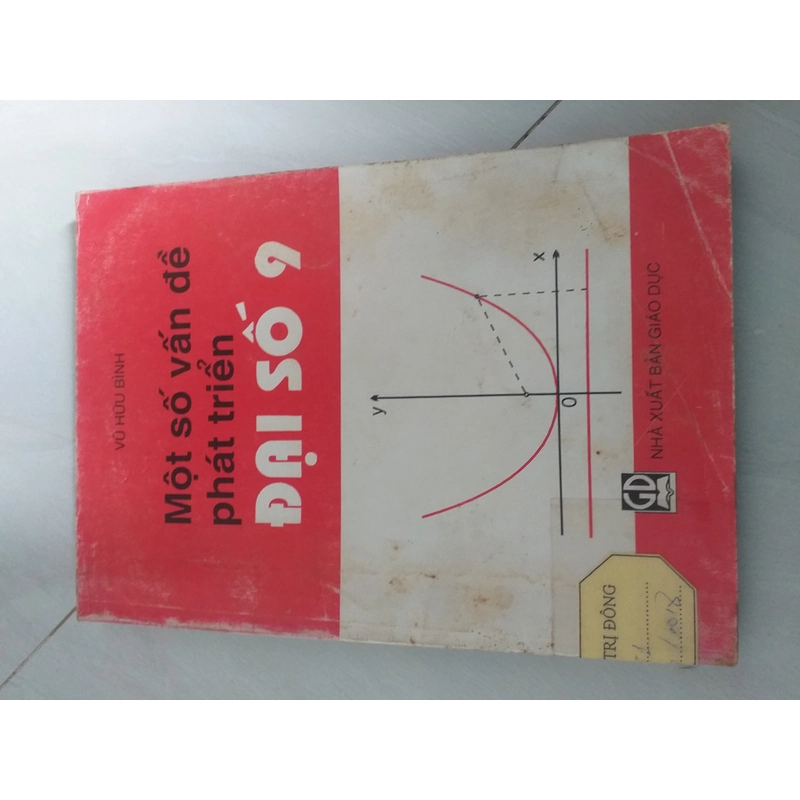 VŨ HỮU BÌNH
Một số vấn đề
phát triển
ĐẠI SỐ 9
y
x
0
GD
NHÀ XUẤT BẢN GIÁO DỤC
TRỊ ĐÔNG